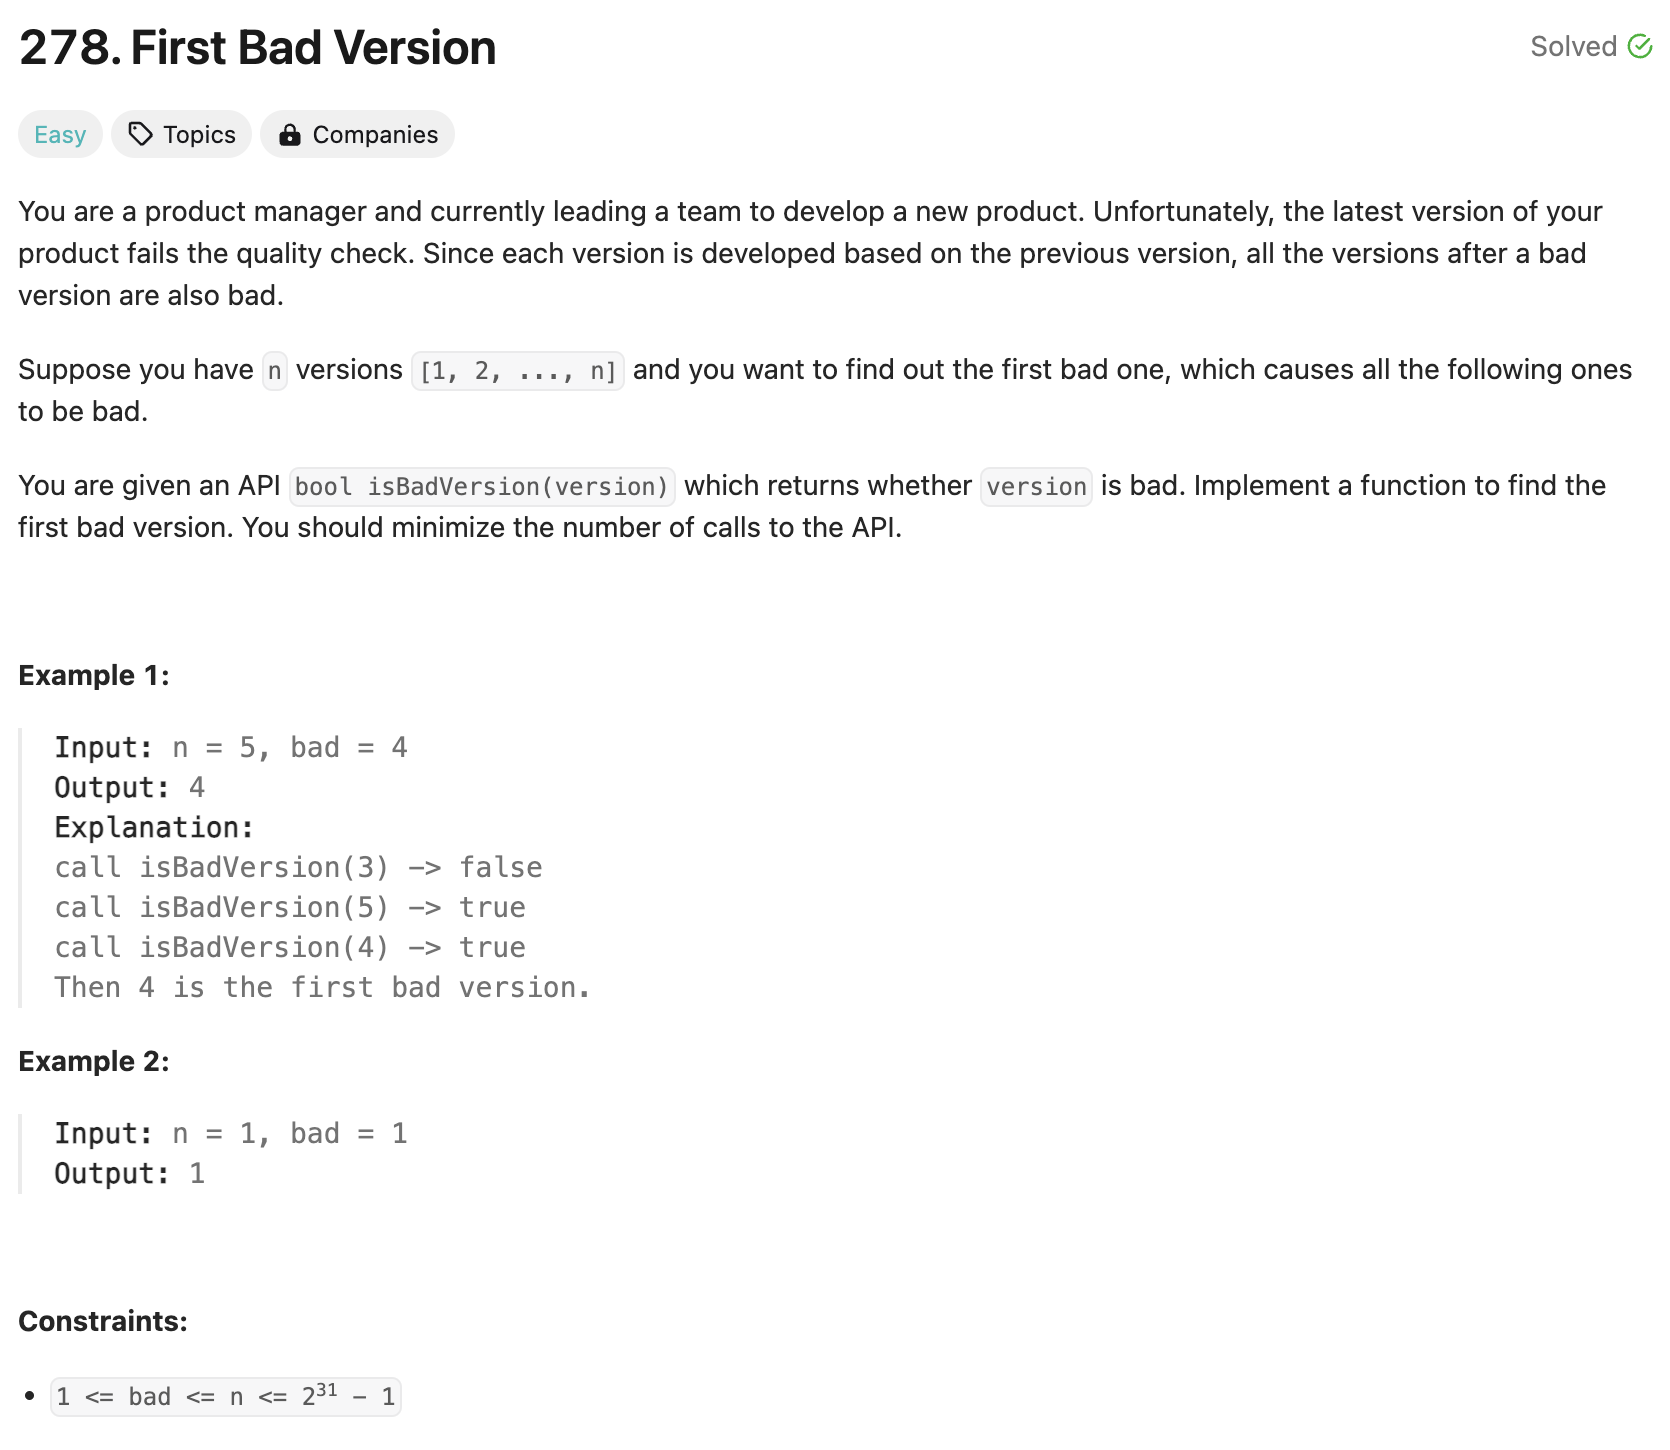 278. First Bad Version
Solved
Easy
Topics
Companies
You are a product manager and currently leading a team to develop a new product. Unfortunately, the latest version of your
product fails the quality check. Since each version is developed based on the previous version, all the versions after a bad
version are also bad.
Suppose you have n versions [1, 2, ..., n] and you want to find out the first bad one, which causes all the following ones
to be bad.
You are given an API bool isBadVersion(version) which returns whether version is bad. Implement a function to find the
first bad version. You should minimize the number of calls to the API.
Example 1:
Input: n = 5, bad = 4
Output: 4
Explanation:
call isBadVersion(3) -> false
call isBadVersion(5) -> true
call isBadVersion(4) -> true
Then 4 is the first bad version.
Example 2:
Input: n = 1, bad = 1
Output: 1
Constraints:
• 1 <= bad <= n <= 2³¹ - 1